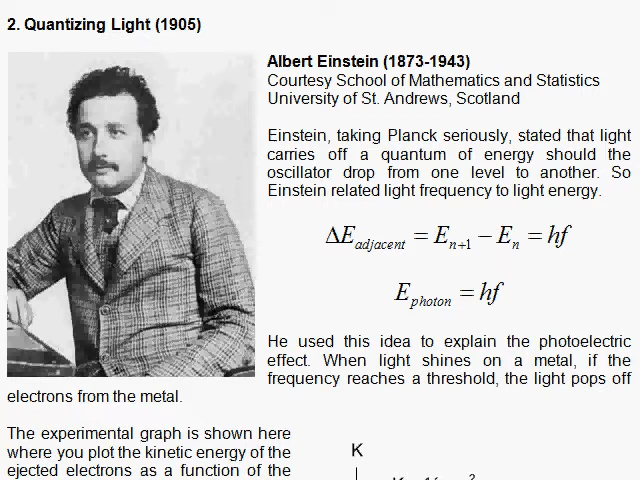 2. Quantizing Light (1905)
Albert Einstein (1873-1943)
Courtesy School of Mathematics and Statistics
University of St. Andrews, Scotland
Einstein, taking Planck seriously, stated that light
carries off a quantum of energy should the
oscillator drop from one level to another. So
Einstein related light frequency to light energy.
ΔE_adjacent = E_n+1 − E_n = hf
E_photon = hf
He used this idea to explain the photoelectric
effect. When light shines on a metal, if the
frequency reaches a threshold, the light pops off
electrons from the metal.
The experimental graph is shown here
where you plot the kinetic energy of the
ejected electrons as a function of the
K